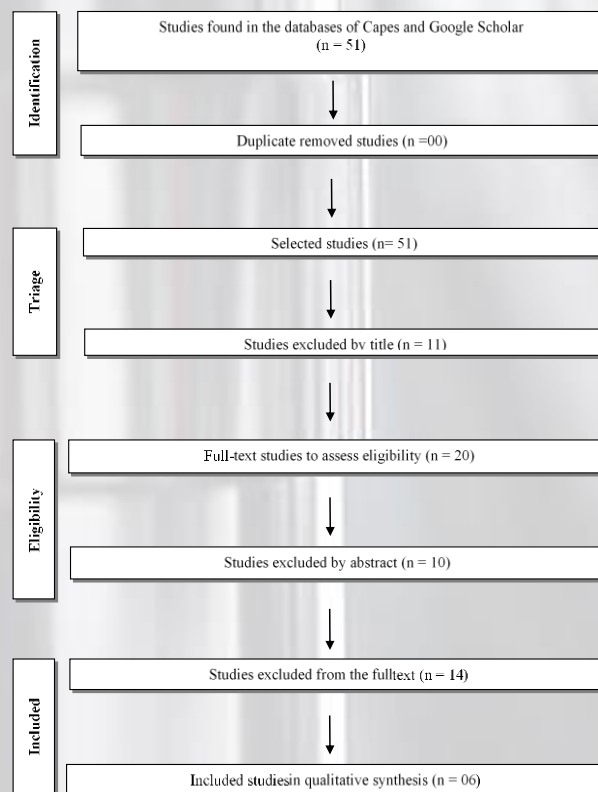 Identification
Studies found in the databases of Capes and Google Scholar
(n = 51)
Duplicate removed studies (n =00)
Triage
Selected studies (n= 51)
Studies excluded by title (n = 11)
Eligibility
Full-text studies to assess eligibility (n = 20)
Studies excluded by abstract (n = 10)
Included
Studies excluded from the fulltext (n = 14)
Included studiesin qualitative synthesis (n = 06)